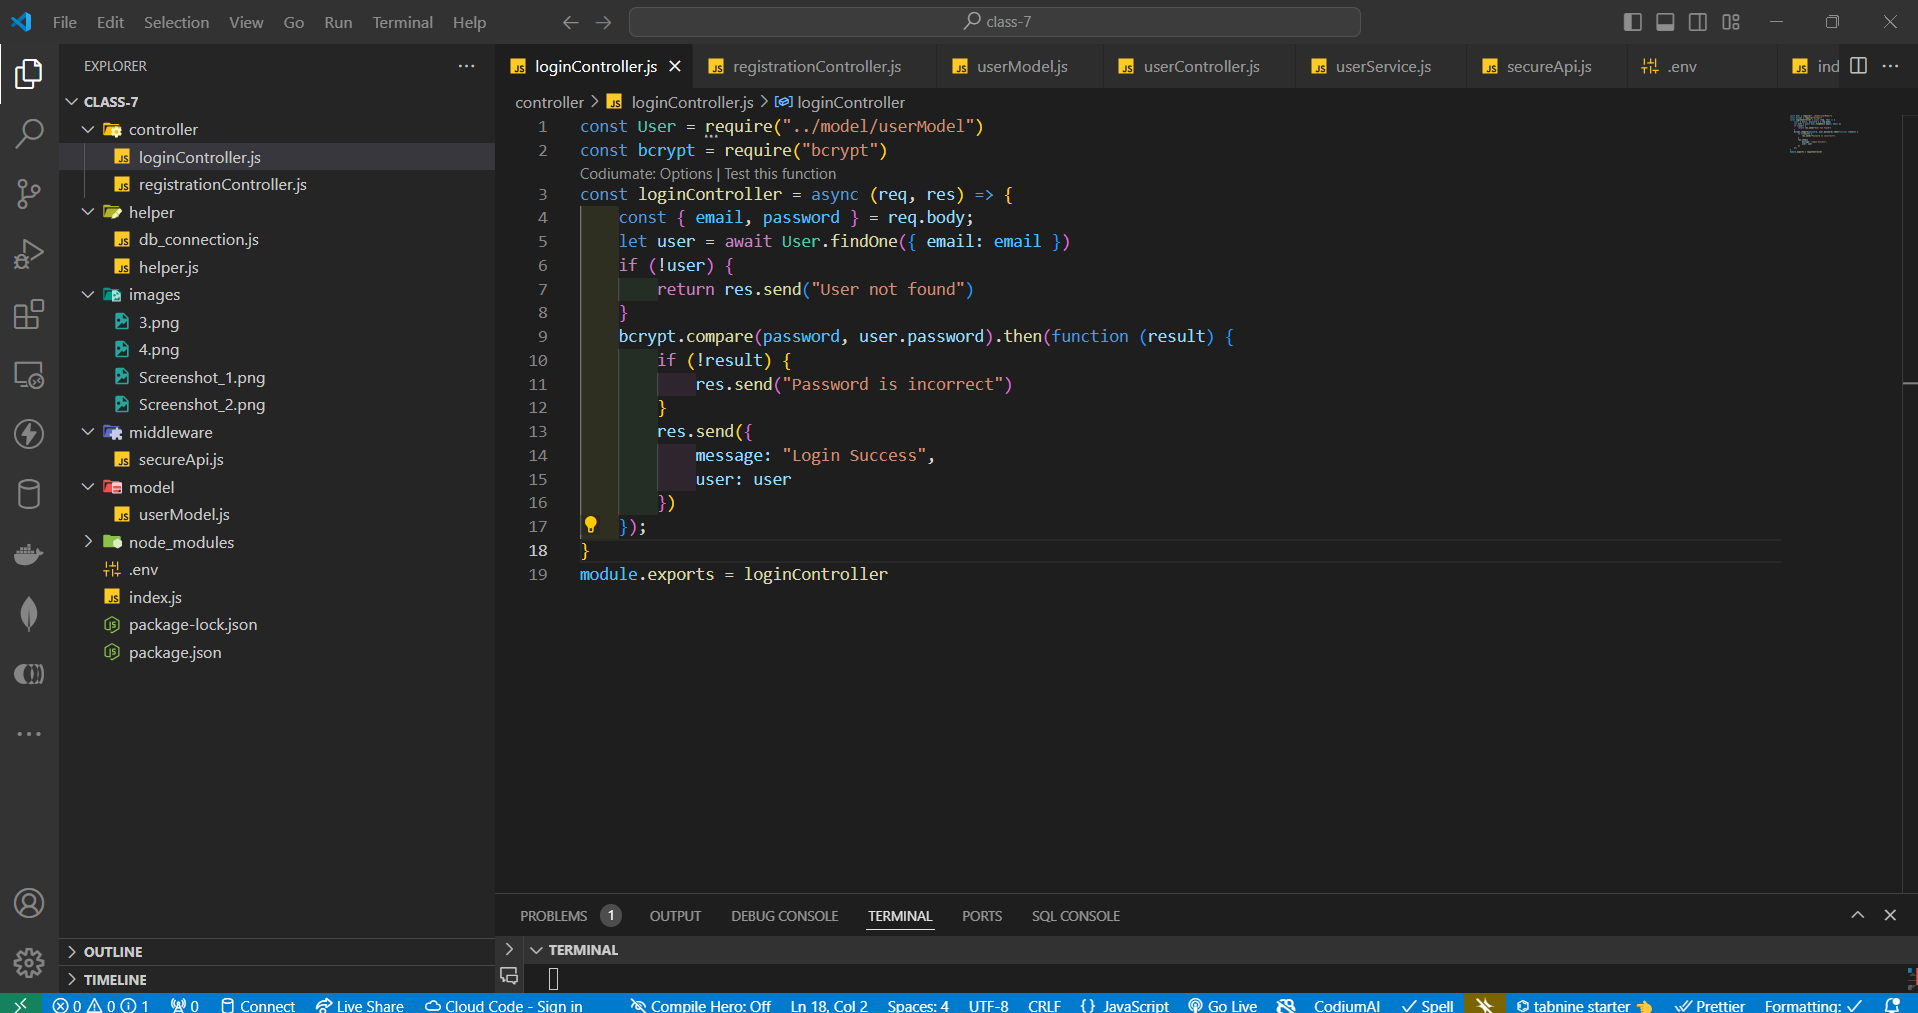 File Edit Selection View Go Run Terminal Help
class-7
EXPLORER
CLASS-7
controller
loginController.js
registrationController.js
helper
db_connection.js
helper.js
images
3.png
4.png
Screenshot_1.png
Screenshot_2.png
middleware
secureApi.js
model
userModel.js
node_modules
.env
index.js
package-lock.json
package.json
OUTLINE
TIMELINE
loginController.js registrationController.js userModel.js userController.js userService.js secureApi.js .env ind
controller > loginController.js > loginController
1 const User = require("../model/userModel")
2 const bcrypt = require("bcrypt")
Codiumate: Options | Test this function
3 const loginController = async (req, res) => {
4 const { email, password } = req.body;
5 let user = await User.findOne({ email: email })
6 if (!user) {
7 return res.send("User not found")
8 }
9 bcrypt.compare(password, user.password).then(function (result) {
10 if (!result) {
11 res.send("Password is incorrect")
12 }
13 res.send({
14 message: "Login Success",
15 user: user
16 })
17 });
18 }
19 module.exports = loginController
PROBLEMS 1 OUTPUT DEBUG CONSOLE TERMINAL PORTS SQL CONSOLE
TERMINAL
0 0 1 0 Connect Live Share Cloud Code - Sign in Compile Hero: Off Ln 18, Col 2 Spaces: 4 UTF-8 CRLF {} JavaScript Go Live CodiumAI Spell tabnine starter Prettier Formatting: